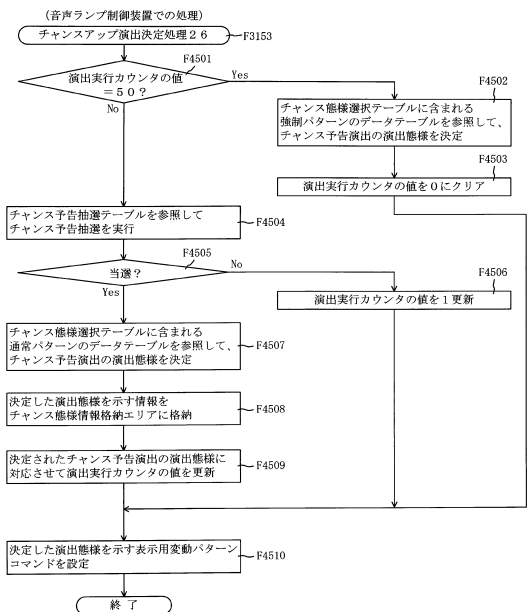 (音声ランプ制御装置での処理)
チャンスアップ演出決定処理26
F3153
F4501
演出実行カウンタの値
=50?
Yes
No
F4502
チャンス態様選択テーブルに含まれる
強制パターンのデータテーブルを参照して、
チャンス予告演出の演出態様を決定
F4503
演出実行カウンタの値を0にクリア
チャンス予告抽選テーブルを参照して
チャンス予告抽選を実行
F4504
F4505
当選?
No
Yes
F4506
演出実行カウンタの値を1更新
チャンス態様選択テーブルに含まれる
通常パターンのデータテーブルを参照して、
チャンス予告演出の演出態様を決定
F4507
決定した演出態様を示す情報を
チャンス態様情報格納エリアに格納
F4508
決定されたチャンス予告演出の演出態様に
対応させて演出実行カウンタの値を更新
F4509
決定した演出態様を示す表示用変動パターン
コマンドを設定
F4510
終了